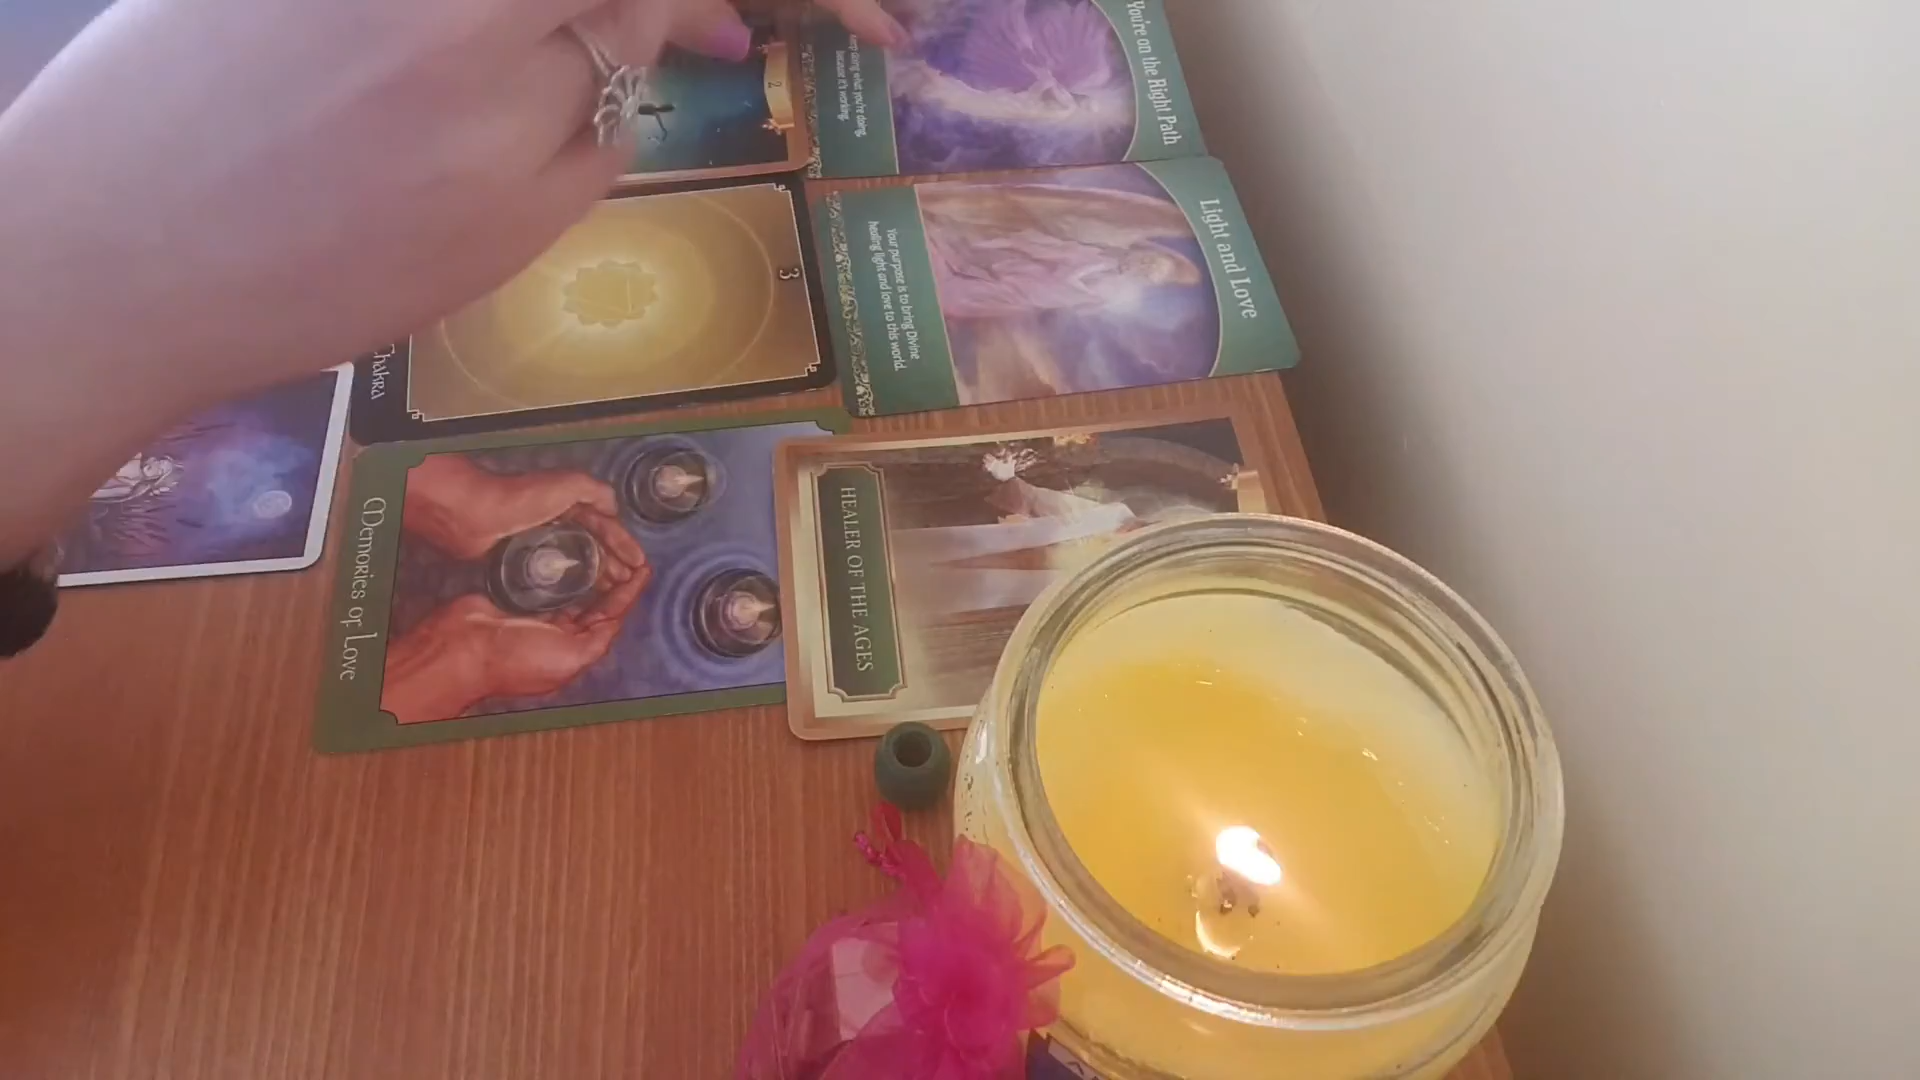 You're on the Right Path
keep doing what you're doing,
because it's working.
2
Light and Love
Your purpose is to bring Divine
healing light and love to this world.
3
Chakra
Memories of Love
HEALER OF THE AGES